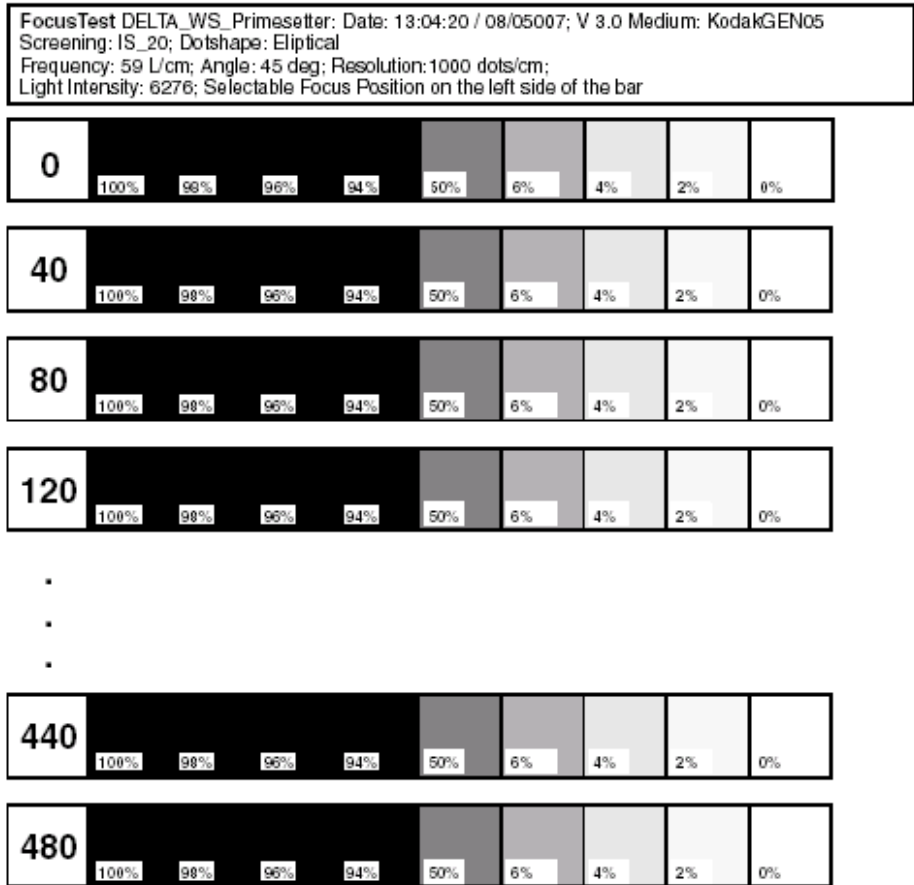 FocusTest DELTA_WS_Primesetter: Date: 13:04:20 / 08/05007; V 3.0 Medium: KodakGEN05
Screening: IS_20; Dotshape: Eliptical
Frequency: 59 L/cm; Angle: 45 deg; Resolution:1000 dots/cm;
Light Intensity: 6276; Selectable Focus Position on the left side of the bar
0
100% 98% 96% 94% 50% 6% 4% 2% 0%
40
100% 98% 96% 94% 50% 6% 4% 2% 0%
80
100% 98% 96% 94% 50% 6% 4% 2% 0%
120
100% 98% 96% 94% 50% 6% 4% 2% 0%
.
.
.
440
100% 98% 96% 94% 50% 6% 4% 2% 0%
480
100% 98% 96% 94% 50% 6% 4% 2% 0%